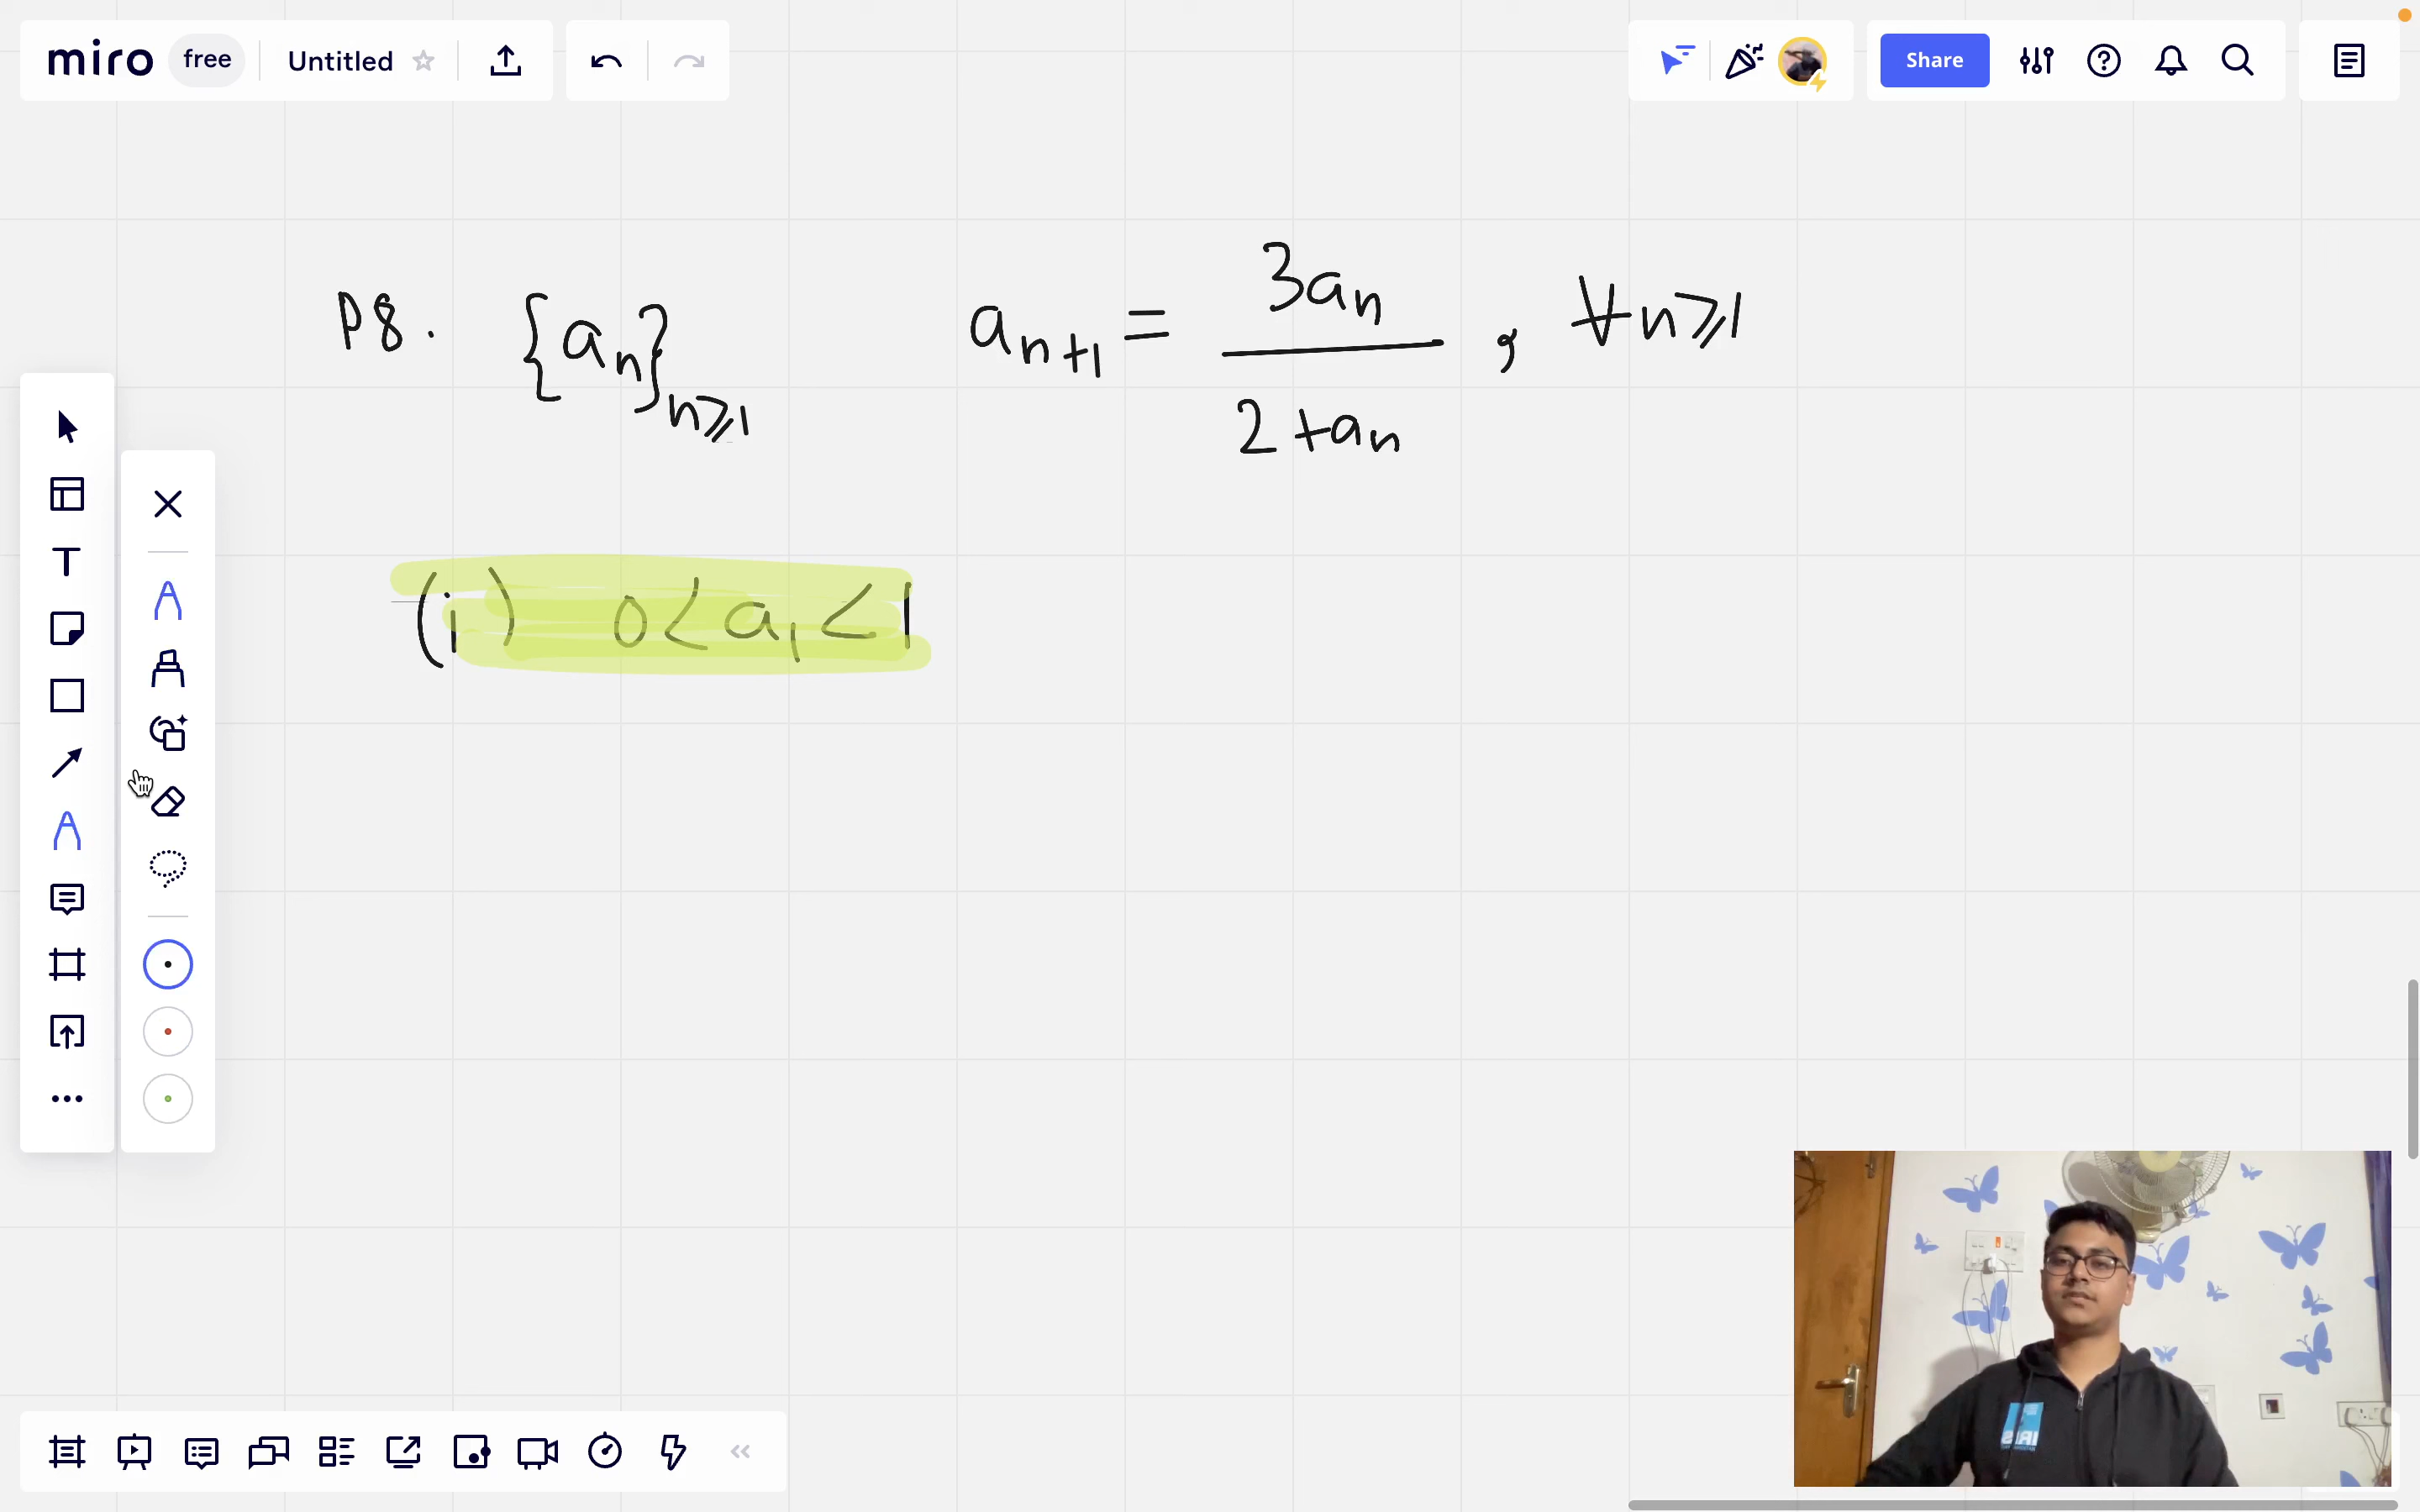 miro free Untitled Share
P8. {aₙ}ₙ⩾₁ aₙ₊₁ = 3aₙ / 2+aₙ , ∀n⩾1
(i) 0<a₁<1